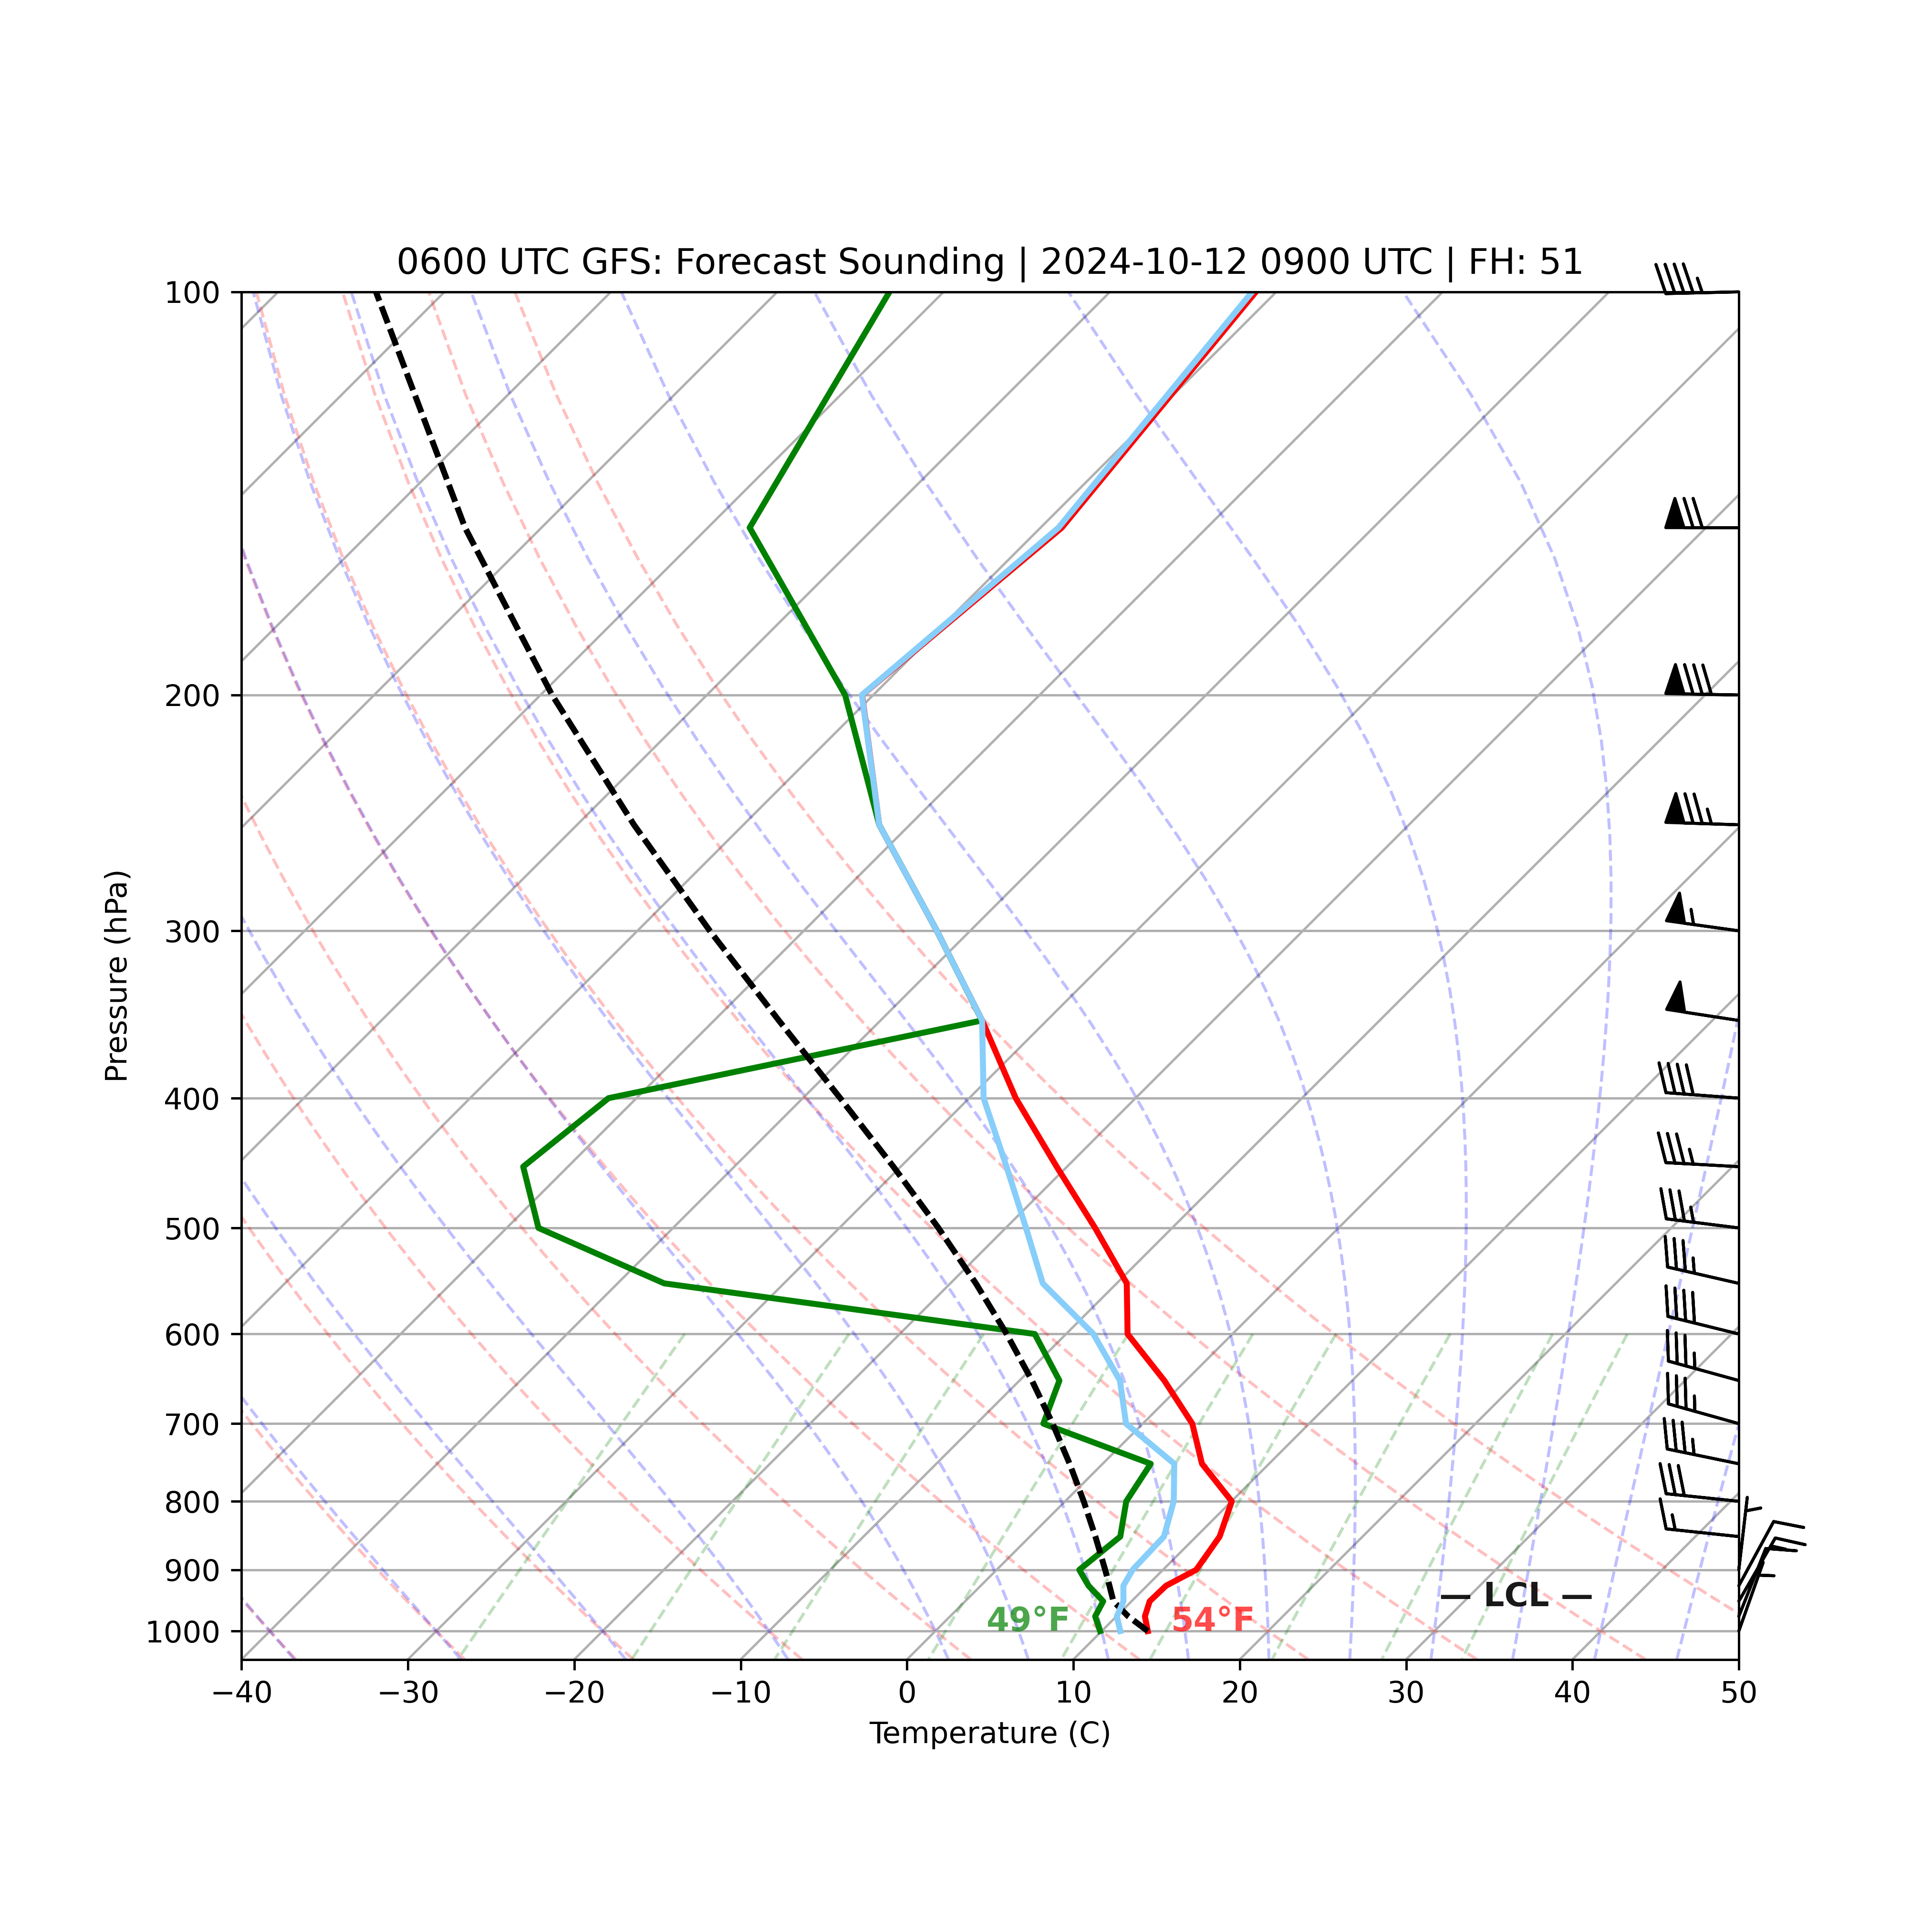 0600 UTC GFS: Forecast Sounding | 2024-10-12 0900 UTC | FH: 51
100
200
300
400
500
600
700
800
900
1000
Pressure (hPa)
— LCL —
49°F
54°F
−40 −30 −20 −10 0 10 20 30 40 50
Temperature (C)